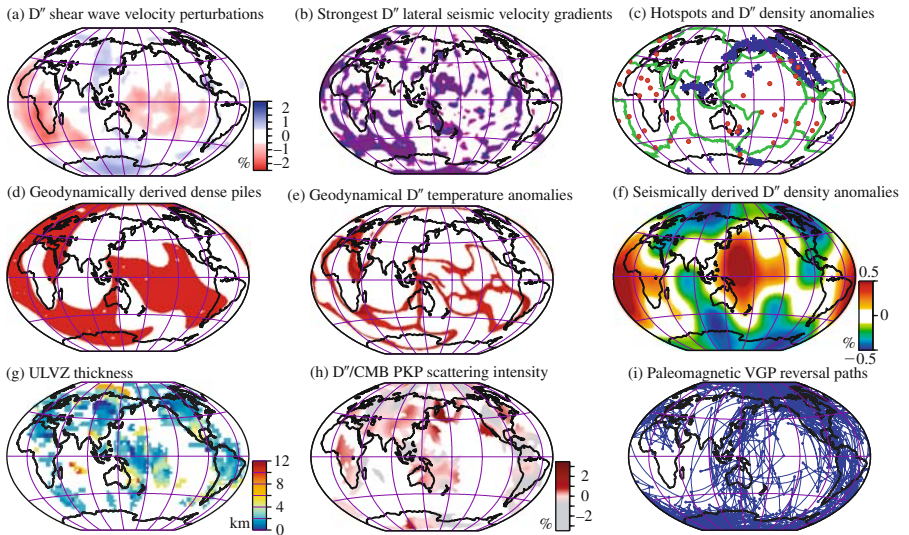 (a) D″ shear wave velocity perturbations
(b) Strongest D″ lateral seismic velocity gradients
(c) Hotspots and D″ density anomalies
2
1
0
−1
−2
%
(d) Geodynamically derived dense piles
(e) Geodynamical D″ temperature anomalies
(f) Seismically derived D″ density anomalies
0.5
0
%
−0.5
(g) ULVZ thickness
(h) D″/CMB PKP scattering intensity
(i) Paleomagnetic VGP reversal paths
12
8
4
0
km
2
0
−2
%